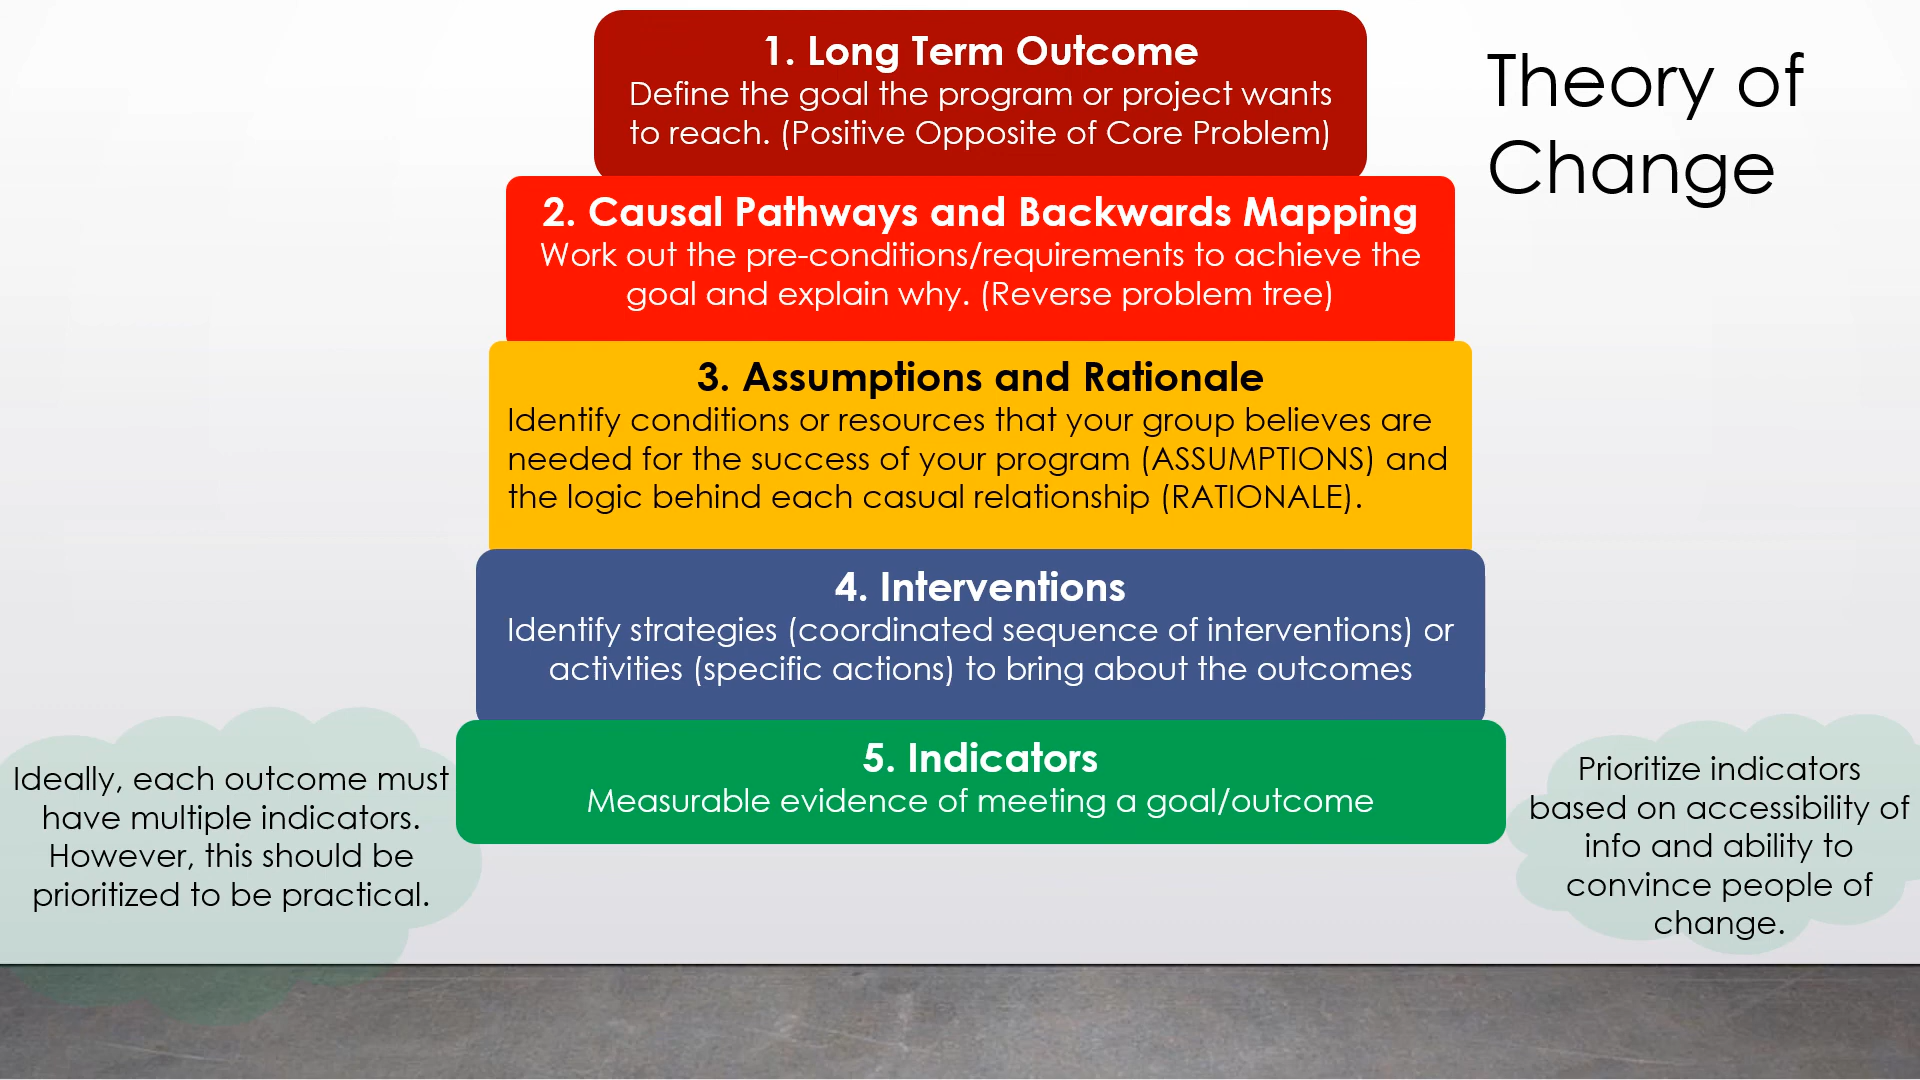 Theory of
Change
1. Long Term Outcome
Define the goal the program or project wants
to reach. (Positive Opposite of Core Problem)
2. Causal Pathways and Backwards Mapping
Work out the pre-conditions/requirements to achieve the
goal and explain why. (Reverse problem tree)
3. Assumptions and Rationale
Identify conditions or resources that your group believes are
needed for the success of your program (ASSUMPTIONS) and
the logic behind each casual relationship (RATIONALE).
4. Interventions
Identify strategies (coordinated sequence of interventions) or
activities (specific actions) to bring about the outcomes
5. Indicators
Measurable evidence of meeting a goal/outcome
Ideally, each outcome must
have multiple indicators.
However, this should be
prioritized to be practical.
Prioritize indicators
based on accessibility of
info and ability to
convince people of
change.